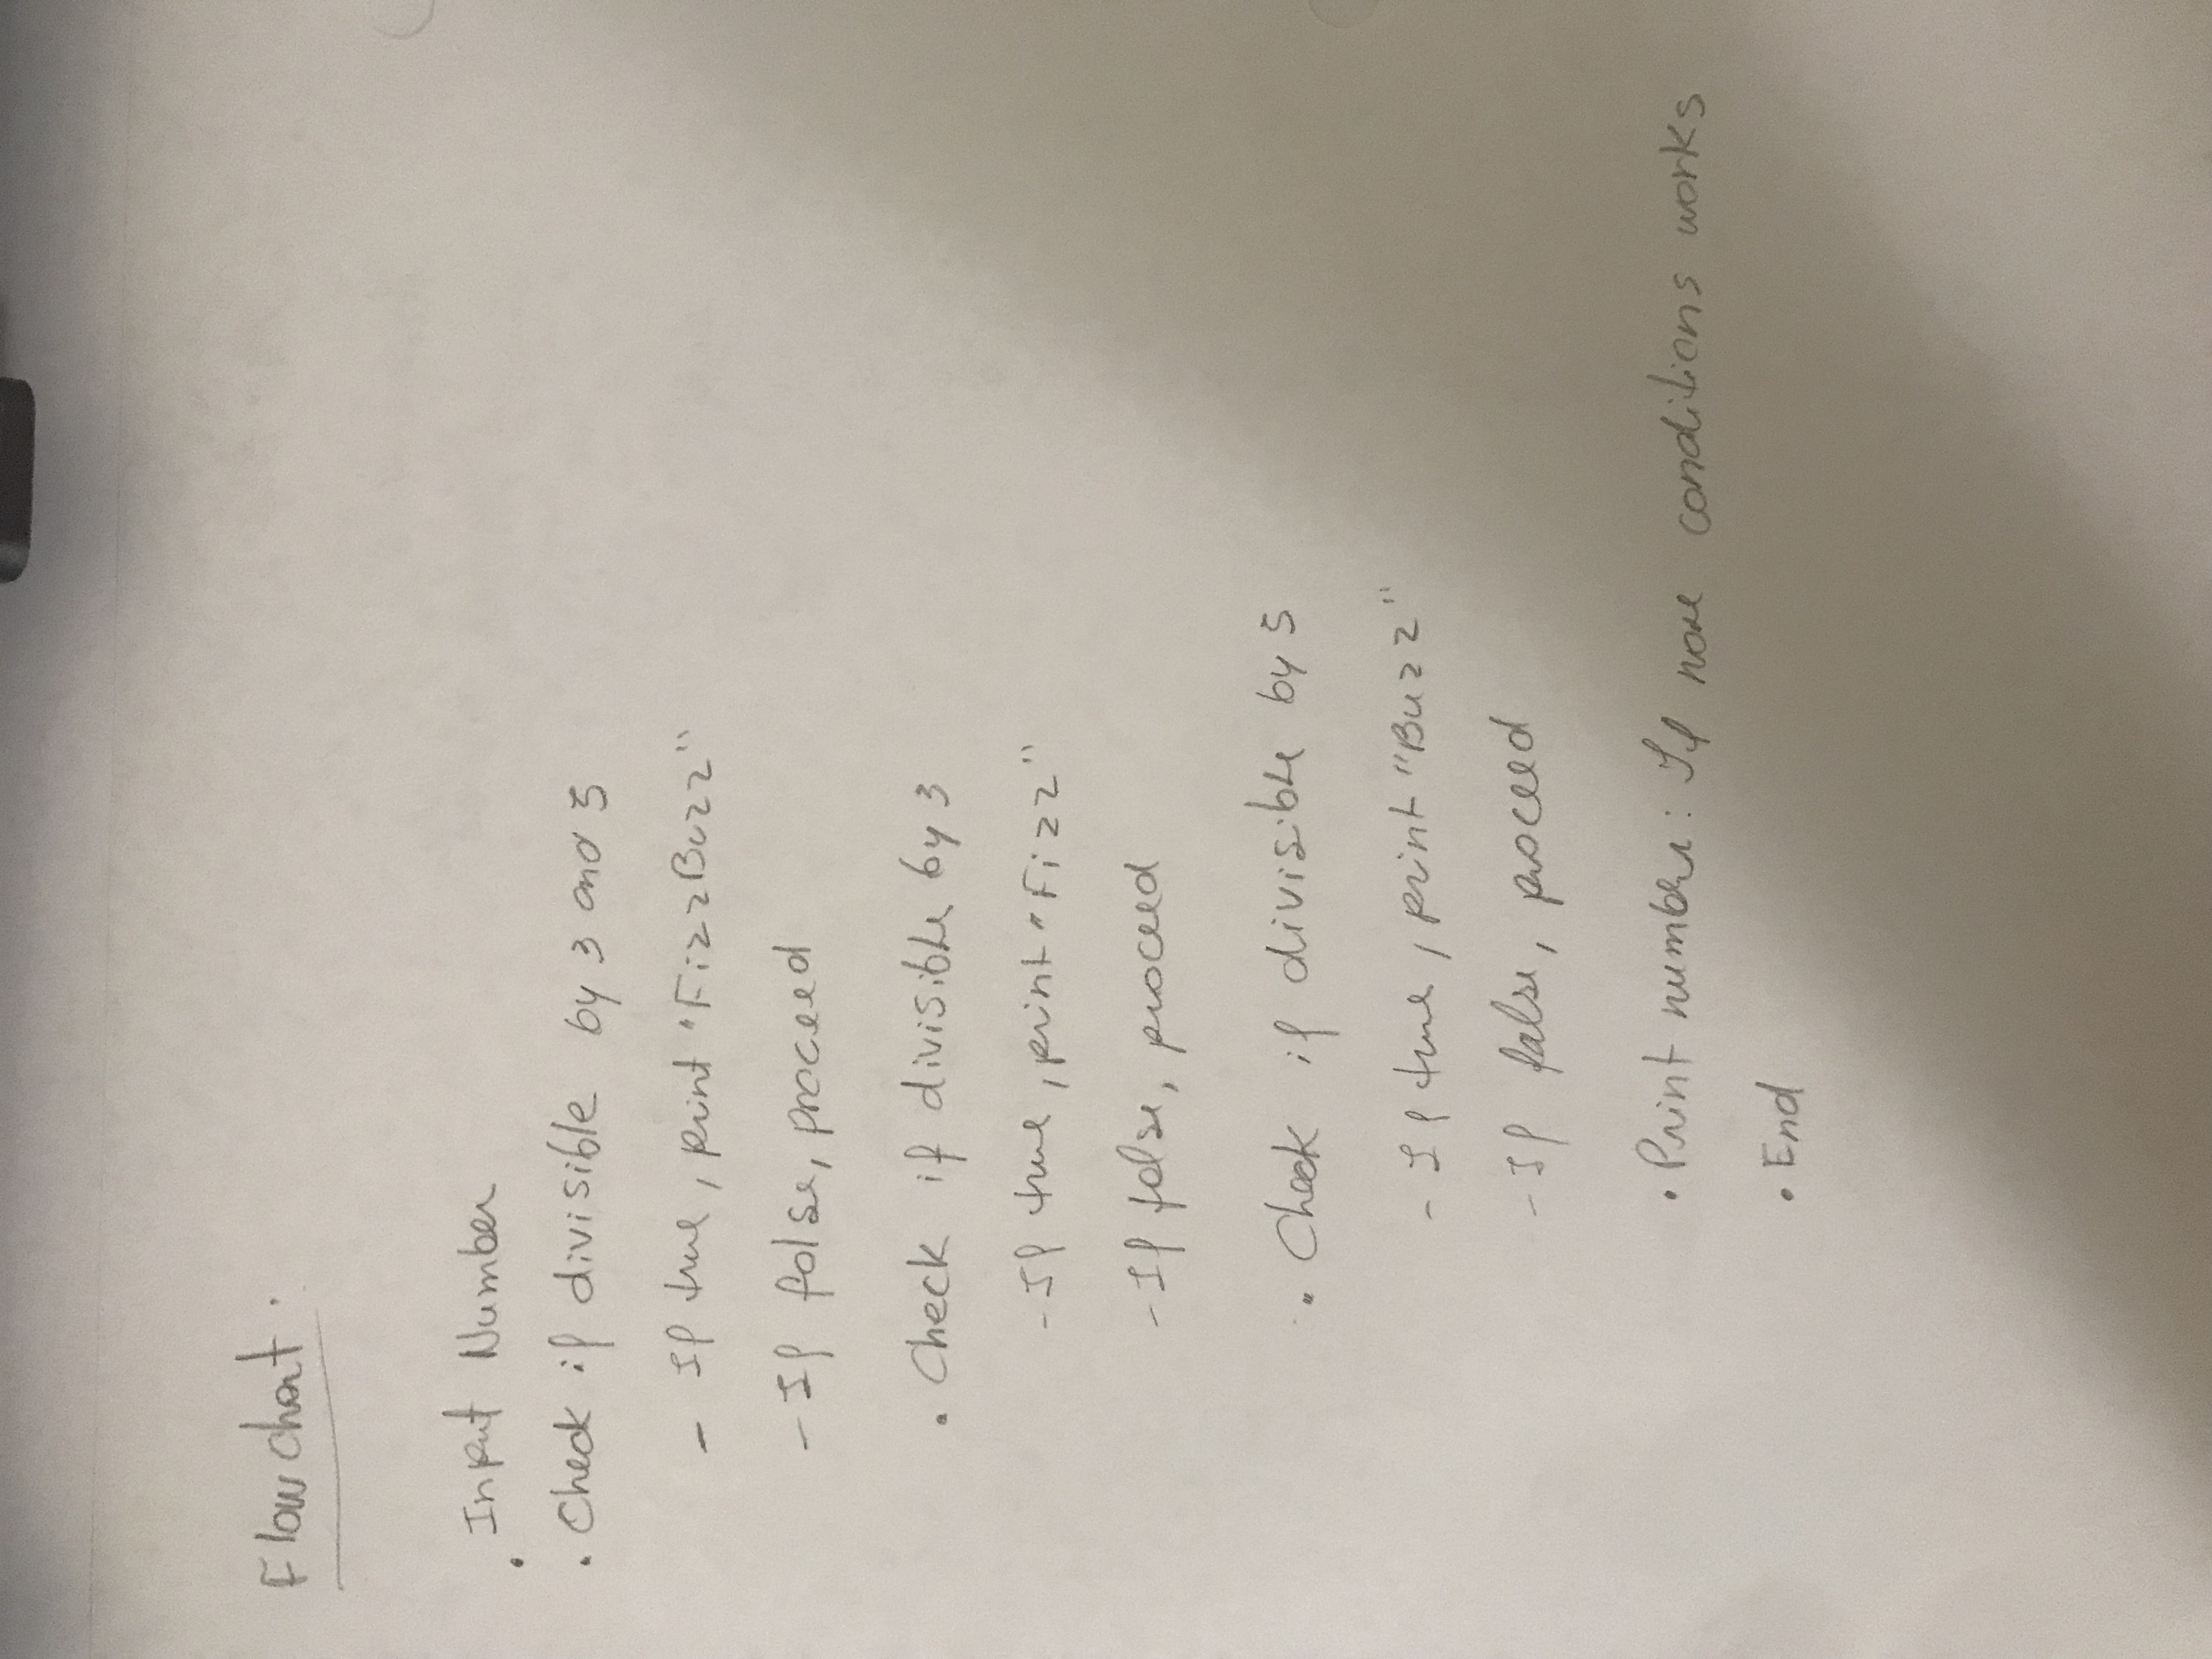 Flowchart.
. Input Number
. Check if divisible by 3 and 5
- If true, print "FizzBuzz"
- If false, proceed
. Check if divisible by 3
- If true, print "Fizz"
- If false, proceed
. Check if divisible by 5
- If true, print "Buzz"
- If false, proceed
. Print number: If none conditions works
. End